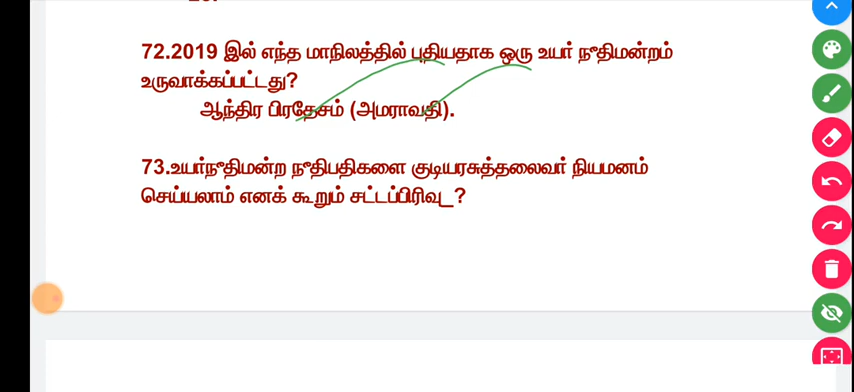 72.2019 இல் எந்த மாநிலத்தில் புதியதாக ஒரு உயர் நீதிமன்றம்
உருவாக்கப்பட்டது?
ஆந்திர பிரதேசம் (அமராவதி).
73.உயர்நீதிமன்ற நீதிபதிகளை குடியரசுத்தலைவர் நியமனம்
செய்யலாம் எனக் கூறும் சட்டப்பிரிவு_?